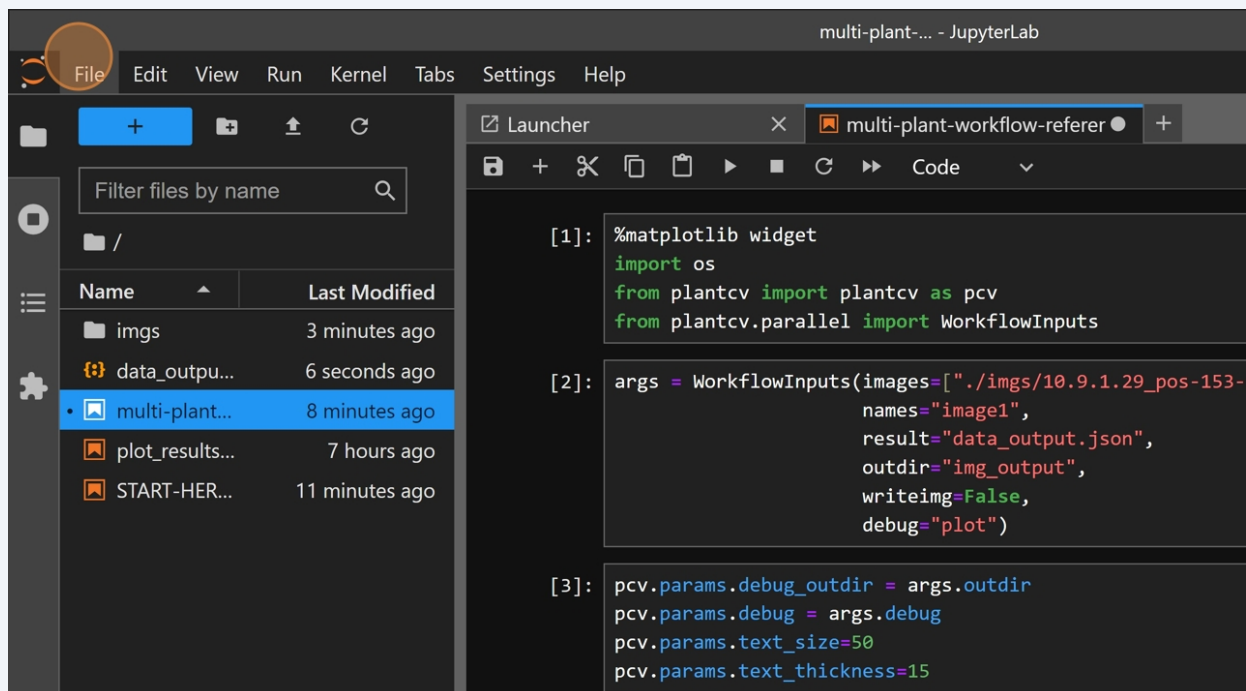 multi-plant-... - JupyterLab
File Edit View Run Kernel Tabs Settings Help
+
Filter files by name
/
Name Last Modified
imgs 3 minutes ago
data_outpu... 6 seconds ago
multi-plant... 8 minutes ago
plot_results... 7 hours ago
START-HER... 11 minutes ago
Launcher × multi-plant-workflow-referer +
Code
[1]: %matplotlib widget
import os
from plantcv import plantcv as pcv
from plantcv.parallel import WorkflowInputs
[2]: args = WorkflowInputs(images=["./imgs/10.9.1.29_pos-153-
names="image1",
result="data_output.json",
outdir="img_output",
writeimg=False,
debug="plot")
[3]: pcv.params.debug_outdir = args.outdir
pcv.params.debug = args.debug
pcv.params.text_size=50
pcv.params.text_thickness=15